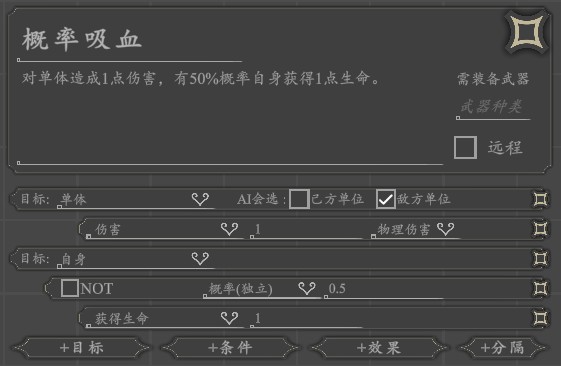 概率吸血
对单体造成1点伤害，有50%概率自身获得1点生命。
需装备武器
武器种类
远程
目标: 单体 AI会选: 己方单位 敌方单位
伤害 1 物理伤害
目标: 自身
NOT 概率(独立) 0.5
获得生命 1
+目标 +条件 +效果 +分隔